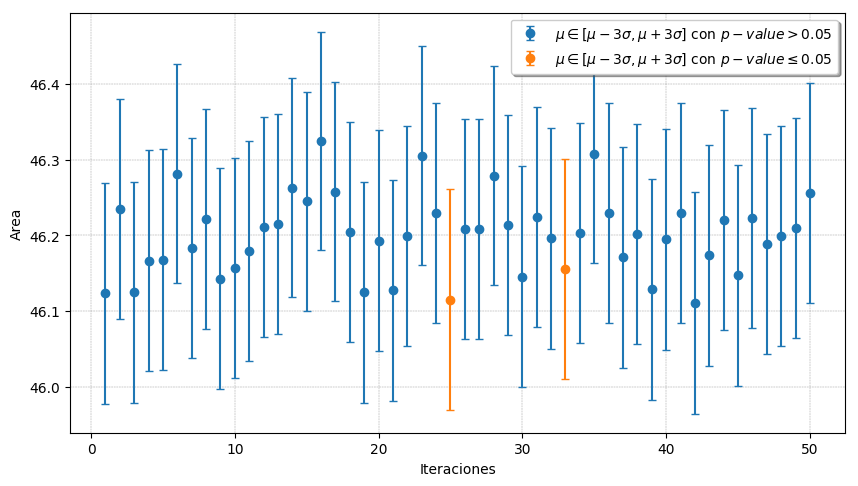 μ ∈ [μ − 3σ, μ + 3σ] con p − value > 0.05
μ ∈ [μ − 3σ, μ + 3σ] con p − value ≤ 0.05
46.4
46.3
46.2
46.1
46.0
Area
0 10 20 30 40 50
Iteraciones